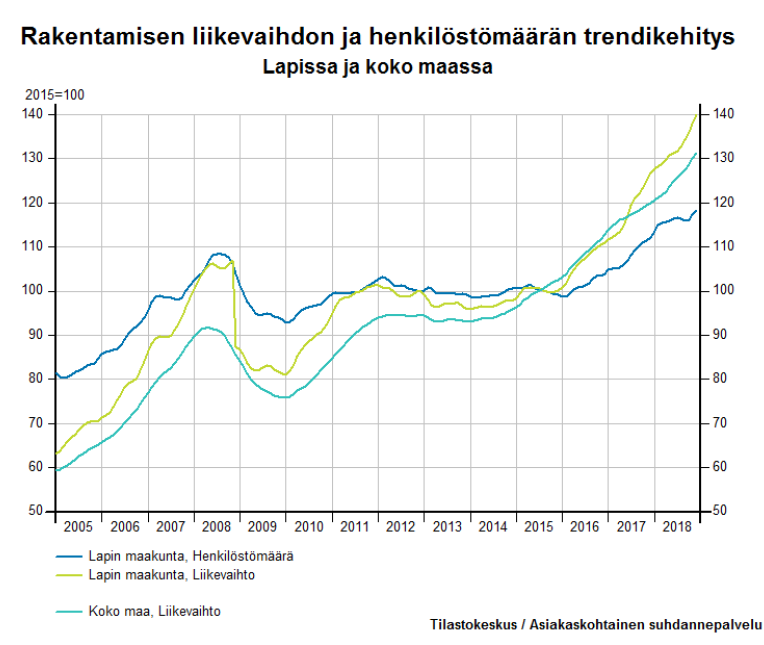 Rakentamisen liikevaihdon ja henkilöstömäärän trendikehitys
Lapissa ja koko maassa
2015=100
140 140
130 130
120 120
110 110
100 100
90 90
80 80
70 70
60 60
50 50
2005 2006 2007 2008 2009 2010 2011 2012 2013 2014 2015 2016 2017 2018
Lapin maakunta, Henkilöstömäärä
Lapin maakunta, Liikevaihto
Koko maa, Liikevaihto
Tilastokeskus / Asiakaskohtainen suhdannepalvelu